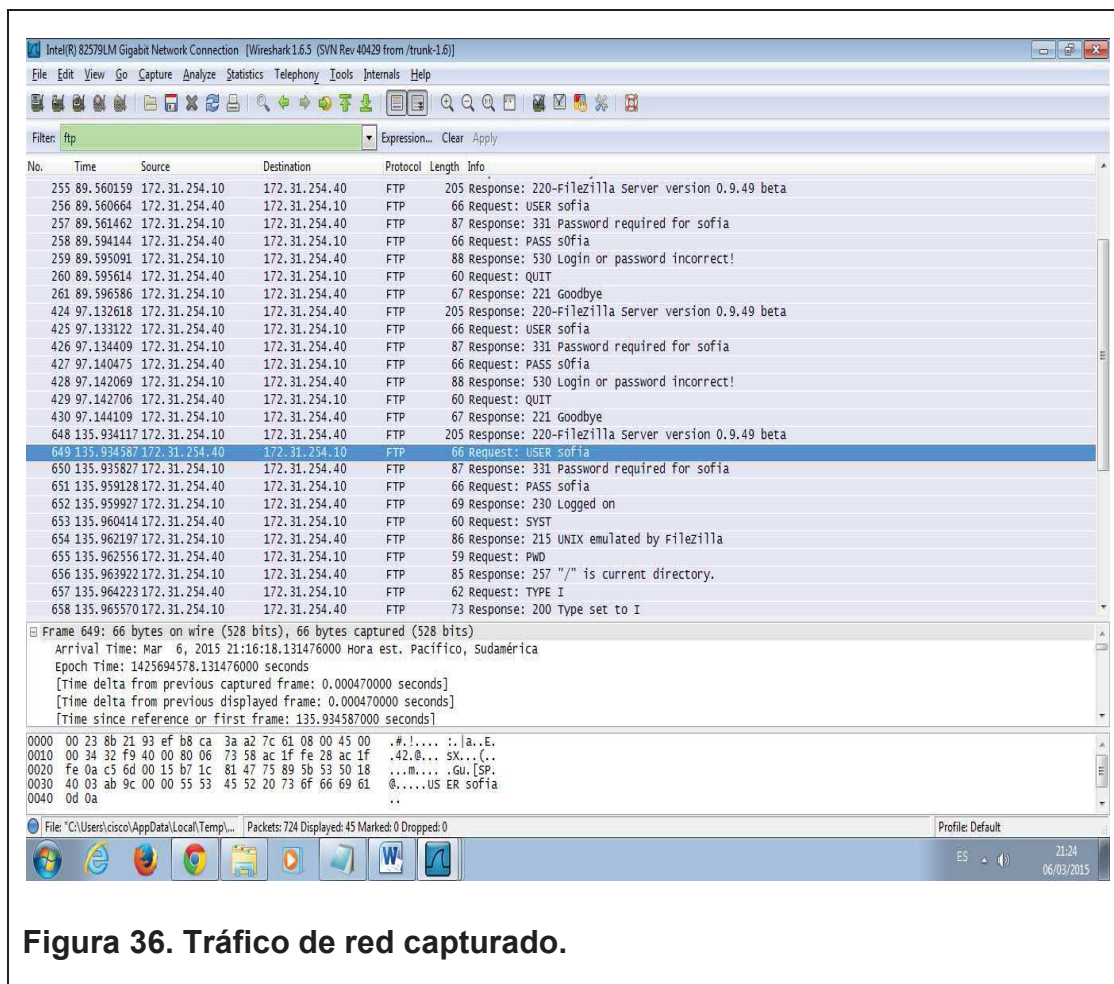 Intel(R) 82579LM Gigabit Network Connection [Wireshark 1.6.5 (SVN Rev 40429 from /trunk-1.6)]
File Edit View Go Capture Analyze Statistics Telephony Tools Internals Help
Filter: ftp Expression... Clear Apply
No. Time Source Destination Protocol Length Info
255 89.560159 172.31.254.10 172.31.254.40 FTP 205 Response: 220-FileZilla Server version 0.9.49 beta
256 89.560664 172.31.254.40 172.31.254.10 FTP 66 Request: USER sofia
257 89.561462 172.31.254.10 172.31.254.40 FTP 87 Response: 331 Password required for sofia
258 89.594144 172.31.254.40 172.31.254.10 FTP 66 Request: PASS s0fia
259 89.595091 172.31.254.10 172.31.254.40 FTP 88 Response: 530 Login or password incorrect!
260 89.595614 172.31.254.40 172.31.254.10 FTP 60 Request: QUIT
261 89.596586 172.31.254.10 172.31.254.40 FTP 67 Response: 221 Goodbye
424 97.132618 172.31.254.10 172.31.254.40 FTP 205 Response: 220-FileZilla Server version 0.9.49 beta
425 97.133122 172.31.254.40 172.31.254.10 FTP 66 Request: USER sofia
426 97.134409 172.31.254.10 172.31.254.40 FTP 87 Response: 331 Password required for sofia
427 97.140475 172.31.254.40 172.31.254.10 FTP 66 Request: PASS s0fia
428 97.142069 172.31.254.10 172.31.254.40 FTP 88 Response: 530 Login or password incorrect!
429 97.142706 172.31.254.40 172.31.254.10 FTP 60 Request: QUIT
430 97.144109 172.31.254.10 172.31.254.40 FTP 67 Response: 221 Goodbye
648 135.934117 172.31.254.10 172.31.254.40 FTP 205 Response: 220-FileZilla Server version 0.9.49 beta
649 135.934587 172.31.254.40 172.31.254.10 FTP 66 Request: USER sofia
650 135.935827 172.31.254.10 172.31.254.40 FTP 87 Response: 331 Password required for sofia
651 135.959128 172.31.254.40 172.31.254.10 FTP 66 Request: PASS sofia
652 135.959927 172.31.254.10 172.31.254.40 FTP 69 Response: 230 Logged on
653 135.960414 172.31.254.40 172.31.254.10 FTP 60 Request: SYST
654 135.962197 172.31.254.10 172.31.254.40 FTP 86 Response: 215 UNIX emulated by FileZilla
655 135.962556 172.31.254.40 172.31.254.10 FTP 59 Request: PWD
656 135.963922 172.31.254.10 172.31.254.40 FTP 85 Response: 257 "/" is current directory.
657 135.964223 172.31.254.40 172.31.254.10 FTP 62 Request: TYPE I
658 135.965570 172.31.254.10 172.31.254.40 FTP 73 Response: 200 Type set to I
Frame 649: 66 bytes on wire (528 bits), 66 bytes captured (528 bits)
Arrival Time: Mar 6, 2015 21:16:18.131476000 Hora est. Pacífico, Sudamérica
Epoch Time: 1425694578.131476000 seconds
[Time delta from previous captured frame: 0.000470000 seconds]
[Time delta from previous displayed frame: 0.000470000 seconds]
[Time since reference or first frame: 135.934587000 seconds]
0000 00 23 8b 21 93 ef b8 ca 3a a2 7c 61 08 00 45 00 .#.!.... :.|a..E.
0010 00 34 32 f9 40 00 80 06 73 58 ac 1f fe 28 ac 1f .42.@... sX...(..
0020 fe 0a c5 6d 00 15 b7 1c 81 47 75 89 5b 53 50 18 ...m.... .Gu.[SP.
0030 40 03 ab 9c 00 00 55 53 45 52 20 73 6f 66 69 61 @.....US ER sofia
0040 0d 0a ..
File: "C:\Users\cisco\AppData\Local\Temp\... Packets: 724 Displayed: 45 Marked: 0 Dropped: 0 Profile: Default
ES 21:24
06/03/2015
Figura 36. Tráfico de red capturado.